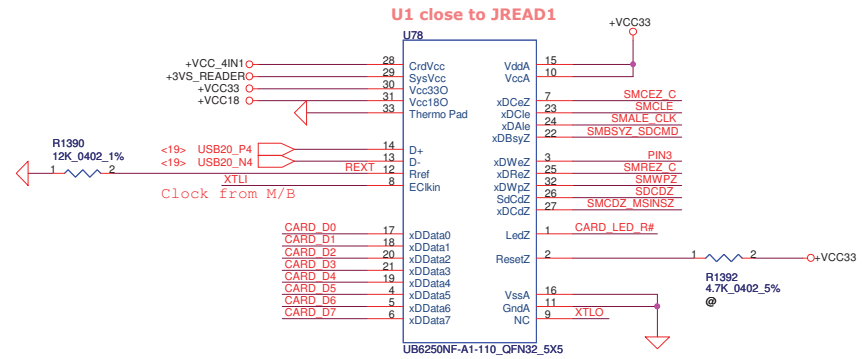 U1 close to JREAD1
U78
+VCC33
+VCC_4IN1
+3VS_READER
+VCC33
+VCC18
28 CrdVcc
29 SysVcc
30 Vcc33O
31 Vcc18O
33 Thermo Pad
VddA 15
VccA 10
xDCeZ 7 SMCEZ_C
xDCle 23 SMCLE
xDAle 24 SMALE_CLK
xDBsyZ 22 SMBSYZ_SDCMD
R1390
12K_0402_1%
1 2
<19> USB20_P4 14 D+
<19> USB20_N4 13 D-
REXT 12 Rref
XTLI 8 EClkin
Clock from M/B
xDWeZ 3 PIN3
xDReZ 25 SMREZ_C
xDWpZ 32 SMWPZ
SdCdZ 26 SDCDZ
xDCdZ 27 SMCDZ_MSINSZ
CARD_D0 17 xDData0
CARD_D1 18 xDData1
CARD_D2 20 xDData2
CARD_D3 21 xDData3
CARD_D4 19 xDData4
CARD_D5 4 xDData5
CARD_D6 5 xDData6
CARD_D7 6 xDData7
LedZ 1 CARD_LED_R#
ResetZ 2
1 2 +VCC33
R1392
4.7K_0402_5%
@
VssA 16
GndA 11
NC 9 XTLO
UB6250NF-A1-110_QFN32_5X5